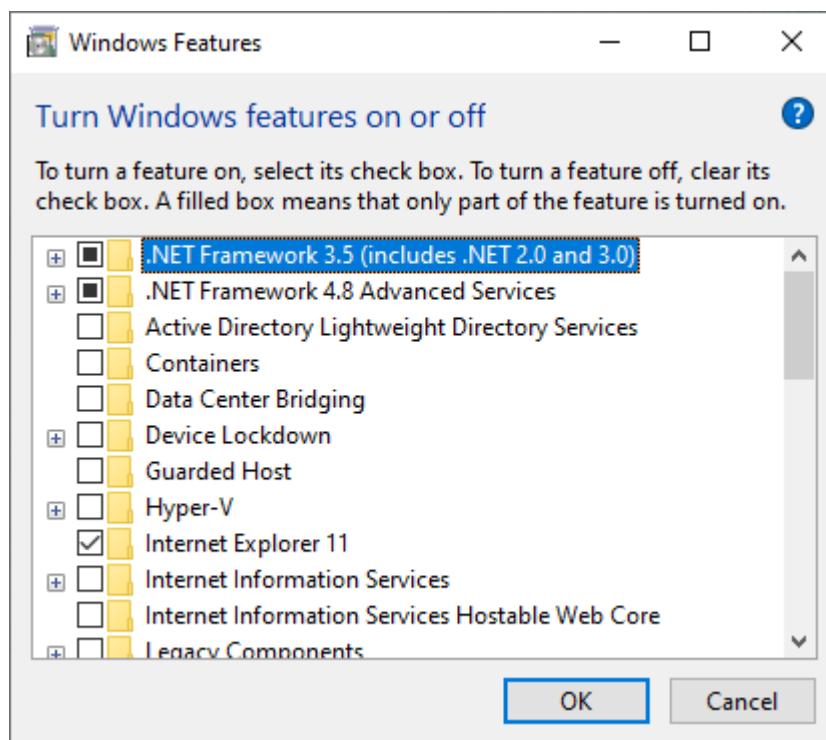 Windows Features
Turn Windows features on or off
To turn a feature on, select its check box. To turn a feature off, clear its
check box. A filled box means that only part of the feature is turned on.
.NET Framework 3.5 (includes .NET 2.0 and 3.0)
.NET Framework 4.8 Advanced Services
Active Directory Lightweight Directory Services
Containers
Data Center Bridging
Device Lockdown
Guarded Host
Hyper-V
Internet Explorer 11
Internet Information Services
Internet Information Services Hostable Web Core
Legacy Components
OK
Cancel